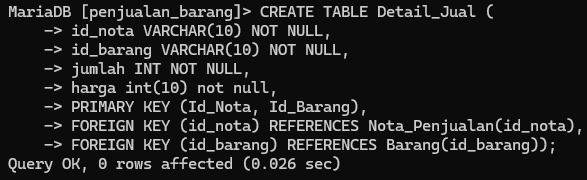 MariaDB [penjualan_barang]> CREATE TABLE Detail_Jual (
    -> id_nota VARCHAR(10) NOT NULL,
    -> id_barang VARCHAR(10) NOT NULL,
    -> jumlah INT NOT NULL,
    -> harga int(10) not null,
    -> PRIMARY KEY (Id_Nota, Id_Barang),
    -> FOREIGN KEY (id_nota) REFERENCES Nota_Penjualan(id_nota),
    -> FOREIGN KEY (id_barang) REFERENCES Barang(id_barang));
Query OK, 0 rows affected (0.026 sec)